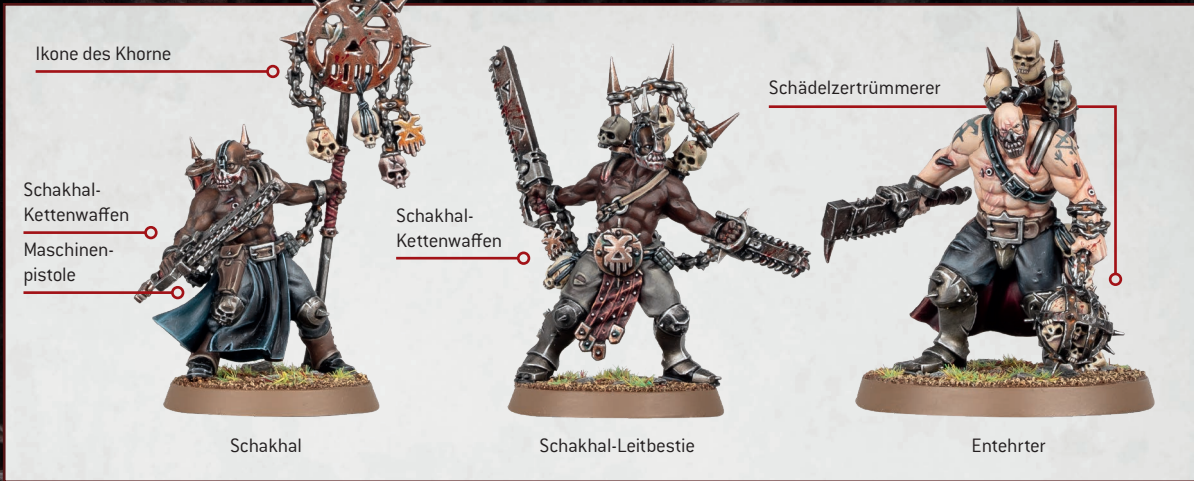 Ikone des Khorne
Schakhal-
Kettenwaffen
Maschinen-
pistole
Schakhal
Schakhal-
Kettenwaffen
Schakhal-Leitbestie
Schädelzertrümmerer
Entehrter